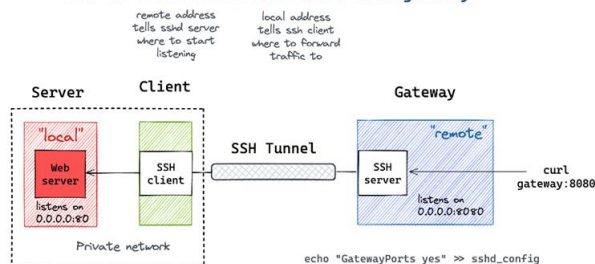 remote address
tells sshd server
where to start
listening
local address
tells ssh client
where to forward
traffic to
Server
Client
Gateway
"local"
"remote"
SSH Tunnel
Web
server
SSH
client
SSH
server
curl
gateway:8080
listens on
0.0.0.0:80
listens on
0.0.0.0:8080
Private network
echo "GatewayPorts yes" >> sshd_config